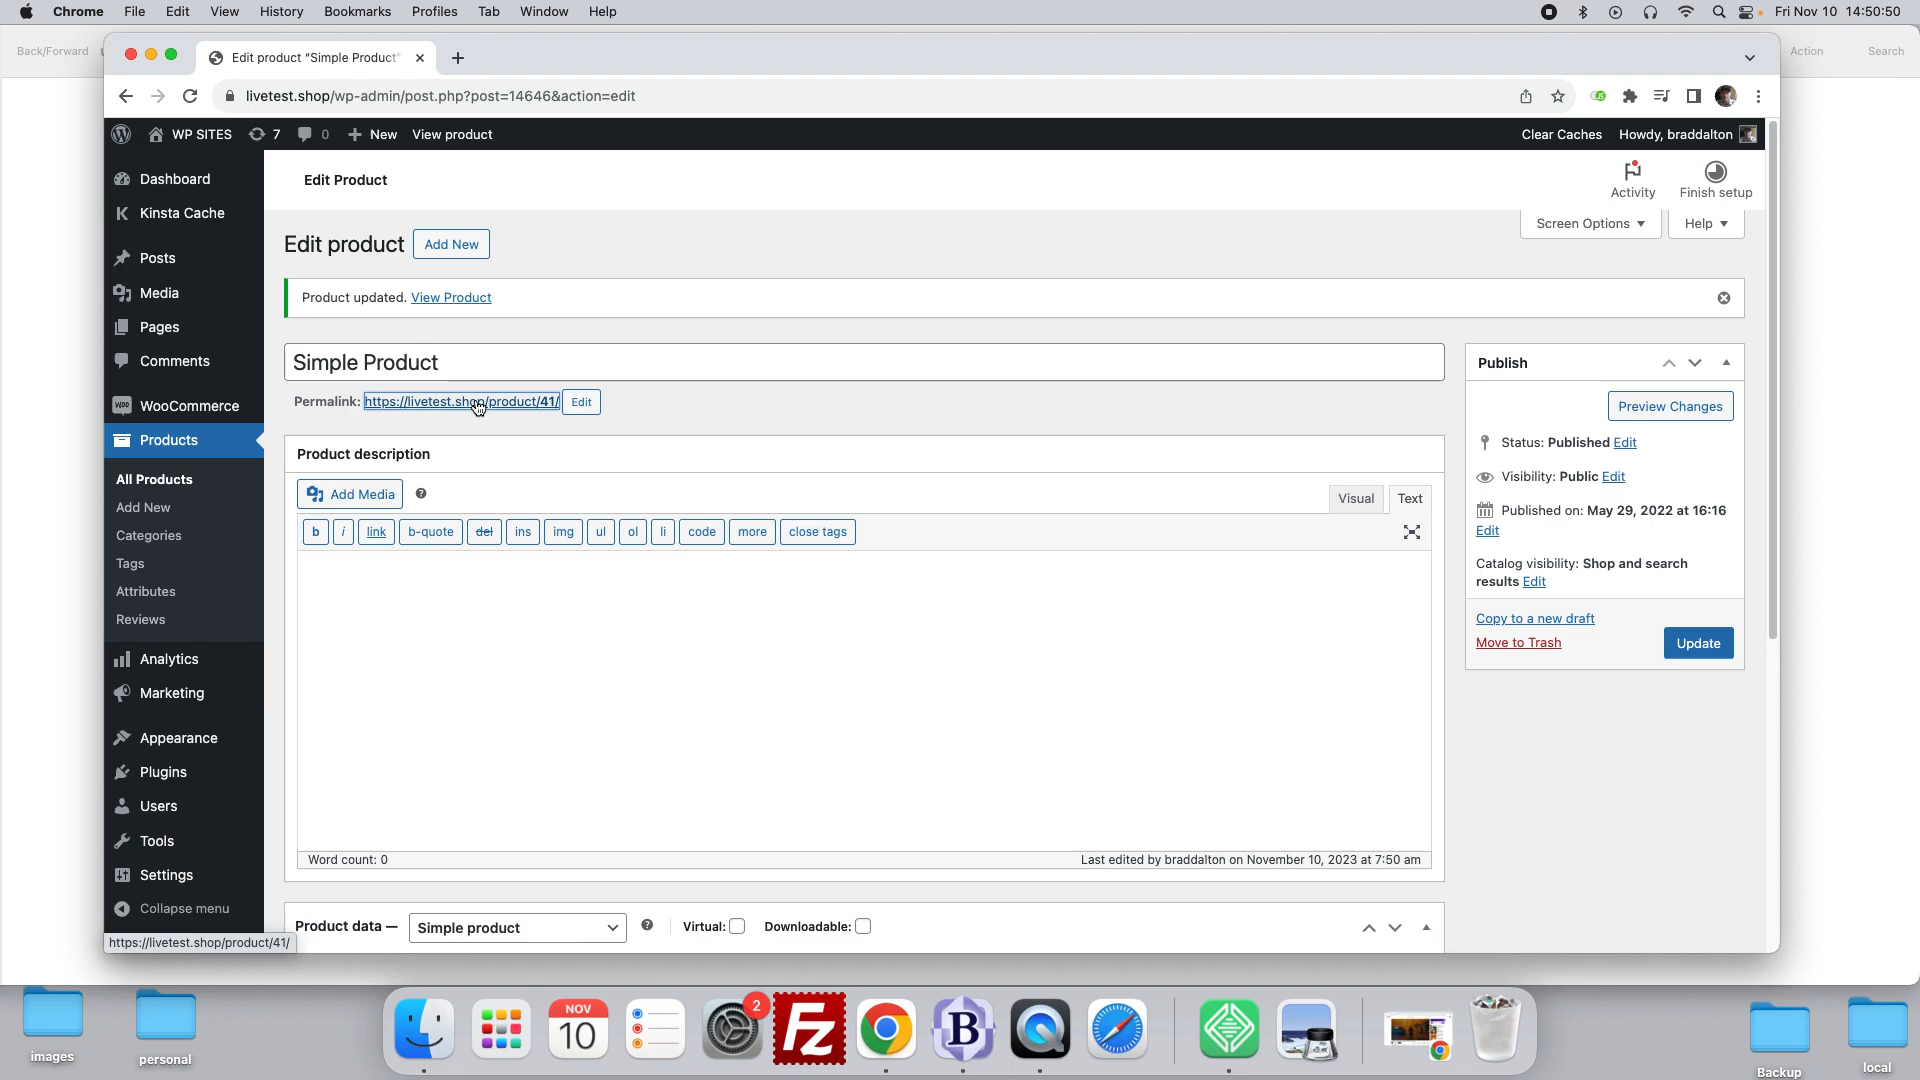 Chrome File Edit View History Bookmarks Profiles Tab Window Help Fri Nov 10 14:50:50
Back/Forward Action Search
Edit product "Simple Product"
livetest.shop/wp-admin/post.php?post=14646&action=edit
WP SITES 7 0 New View product Clear Caches Howdy, braddalton
Dashboard
Kinsta Cache
Posts
Media
Pages
Comments
WooCommerce
Products
All Products
Add New
Categories
Tags
Attributes
Reviews
Analytics
Marketing
Appearance
Plugins
Users
Tools
Settings
Collapse menu
https://livetest.shop/product/41/
Edit Product
Activity Finish setup
Screen Options Help
Edit product Add New
Product updated. View Product
Simple Product
Permalink: https://livetest.shop/product/41/ Edit
Product description
Add Media Visual Text
b i link b-quote del ins img ul ol li code more close tags
Word count: 0 Last edited by braddalton on November 10, 2023 at 7:50 am
Product data — Simple product Virtual: Downloadable:
Publish
Preview Changes
Status: Published Edit
Visibility: Public Edit
Published on: May 29, 2022 at 16:16
Edit
Catalog visibility: Shop and search
results Edit
Copy to a new draft
Move to Trash Update
images personal NOV 10 2 Fz B Backup local